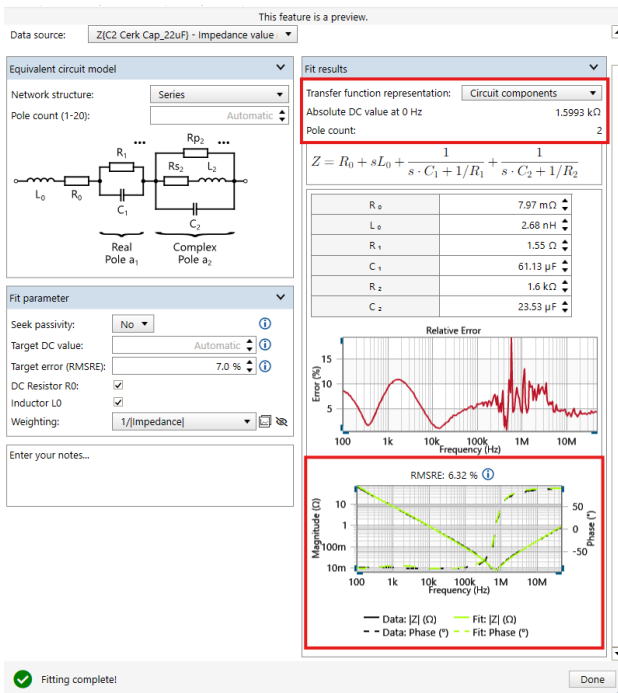 This feature is a preview.
Data source: Z{C2 Cerk Cap_22uF} - Impedance value
Equivalent circuit model
Network structure: Series
Pole count (1-20): Automatic
L₀ R₀ R₁ C₁ ... Rp₂ ... Rs₂ L₂ C₂
Real Pole a₁
Complex Pole a₂
Fit parameter
Seek passivity: No
Target DC value: Automatic
Target error (RMSRE): 7.0 %
DC Resistor R0:
Inductor L0
Weighting: 1/|Impedance|
Enter your notes...
Fit results
Transfer function representation: Circuit components
Absolute DC value at 0 Hz 1.5993 kΩ
Pole count: 2
Z = R₀ + sL₀ + 1/(s · C₁ + 1/R₁) + 1/(s · C₂ + 1/R₂)
R₀ 7.97 mΩ
L₀ 2.68 nH
R₁ 1.55 Ω
C₁ 61.13 µF
R₂ 1.6 kΩ
C₂ 23.53 µF
Relative Error
Error (%)
15
10
5
100 1k 10k 100k 1M 10M
Frequency (Hz)
RMSRE: 6.32 %
Magnitude (Ω)
10
1
100m
10m
50
0
-50
Phase (°)
100 1k 10k 100k 1M 10M
Frequency (Hz)
Data: |Z| (Ω) Fit: |Z| (Ω)
Data: Phase (°) Fit: Phase (°)
Fitting complete!
Done